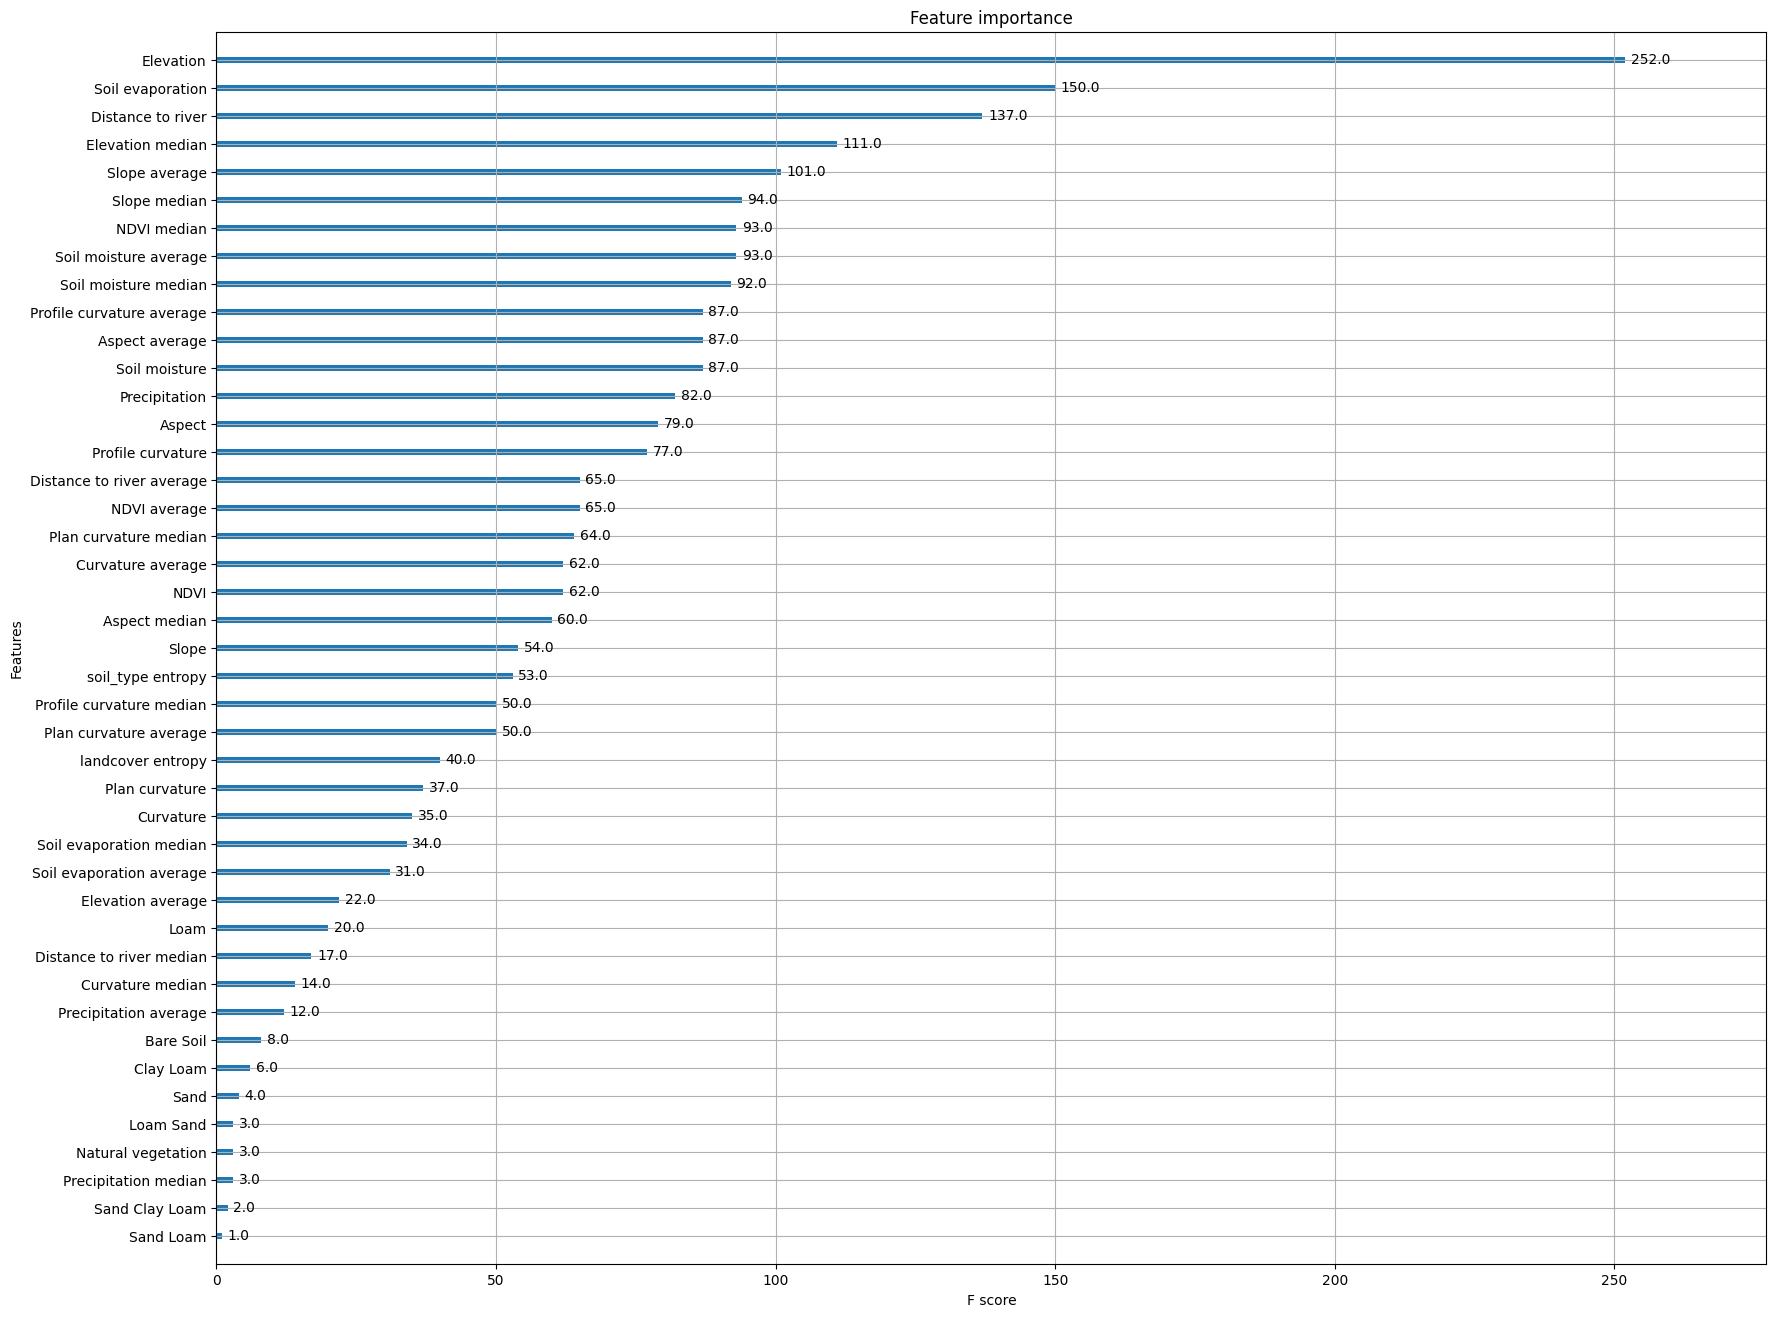 Feature importance
Features
Elevation 252.0
Soil evaporation 150.0
Distance to river 137.0
Elevation median 111.0
Slope average 101.0
Slope median 94.0
NDVI median 93.0
Soil moisture average 93.0
Soil moisture median 92.0
Profile curvature average 87.0
Aspect average 87.0
Soil moisture 87.0
Precipitation 82.0
Aspect 79.0
Profile curvature 77.0
Distance to river average 65.0
NDVI average 65.0
Plan curvature median 64.0
Curvature average 62.0
NDVI 62.0
Aspect median 60.0
Slope 54.0
soil_type entropy 53.0
Profile curvature median 50.0
Plan curvature average 50.0
landcover entropy 40.0
Plan curvature 37.0
Curvature 35.0
Soil evaporation median 34.0
Soil evaporation average 31.0
Elevation average 22.0
Loam 20.0
Distance to river median 17.0
Curvature median 14.0
Precipitation average 12.0
Bare Soil 8.0
Clay Loam 6.0
Sand 4.0
Loam Sand 3.0
Natural vegetation 3.0
Precipitation median 3.0
Sand Clay Loam 2.0
Sand Loam 1.0
0 50 100 150 200 250
F score